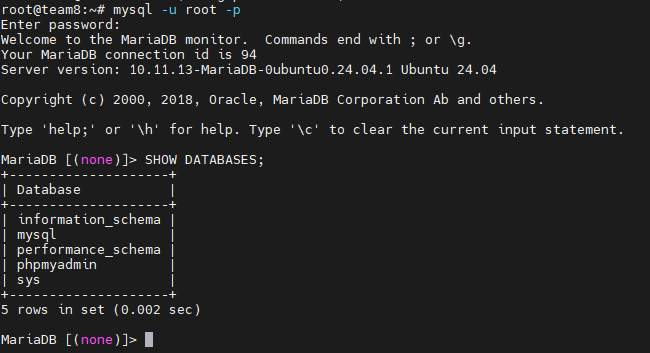 root@team8:~# mysql -u root -p
Enter password:
Welcome to the MariaDB monitor.  Commands end with ; or \g.
Your MariaDB connection id is 94
Server version: 10.11.13-MariaDB-0ubuntu0.24.04.1 Ubuntu 24.04

Copyright (c) 2000, 2018, Oracle, MariaDB Corporation Ab and others.

Type 'help;' or '\h' for help. Type '\c' to clear the current input statement.

MariaDB [(none)]> SHOW DATABASES;
+--------------------+
| Database           |
+--------------------+
| information_schema |
| mysql              |
| performance_schema |
| phpmyadmin         |
| sys                |
+--------------------+
5 rows in set (0.002 sec)

MariaDB [(none)]>